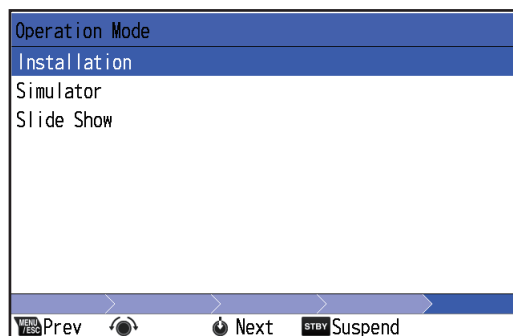 Operation Mode
Installation
Simulator
Slide Show
MENU/ESC Prev Next STBY Suspend